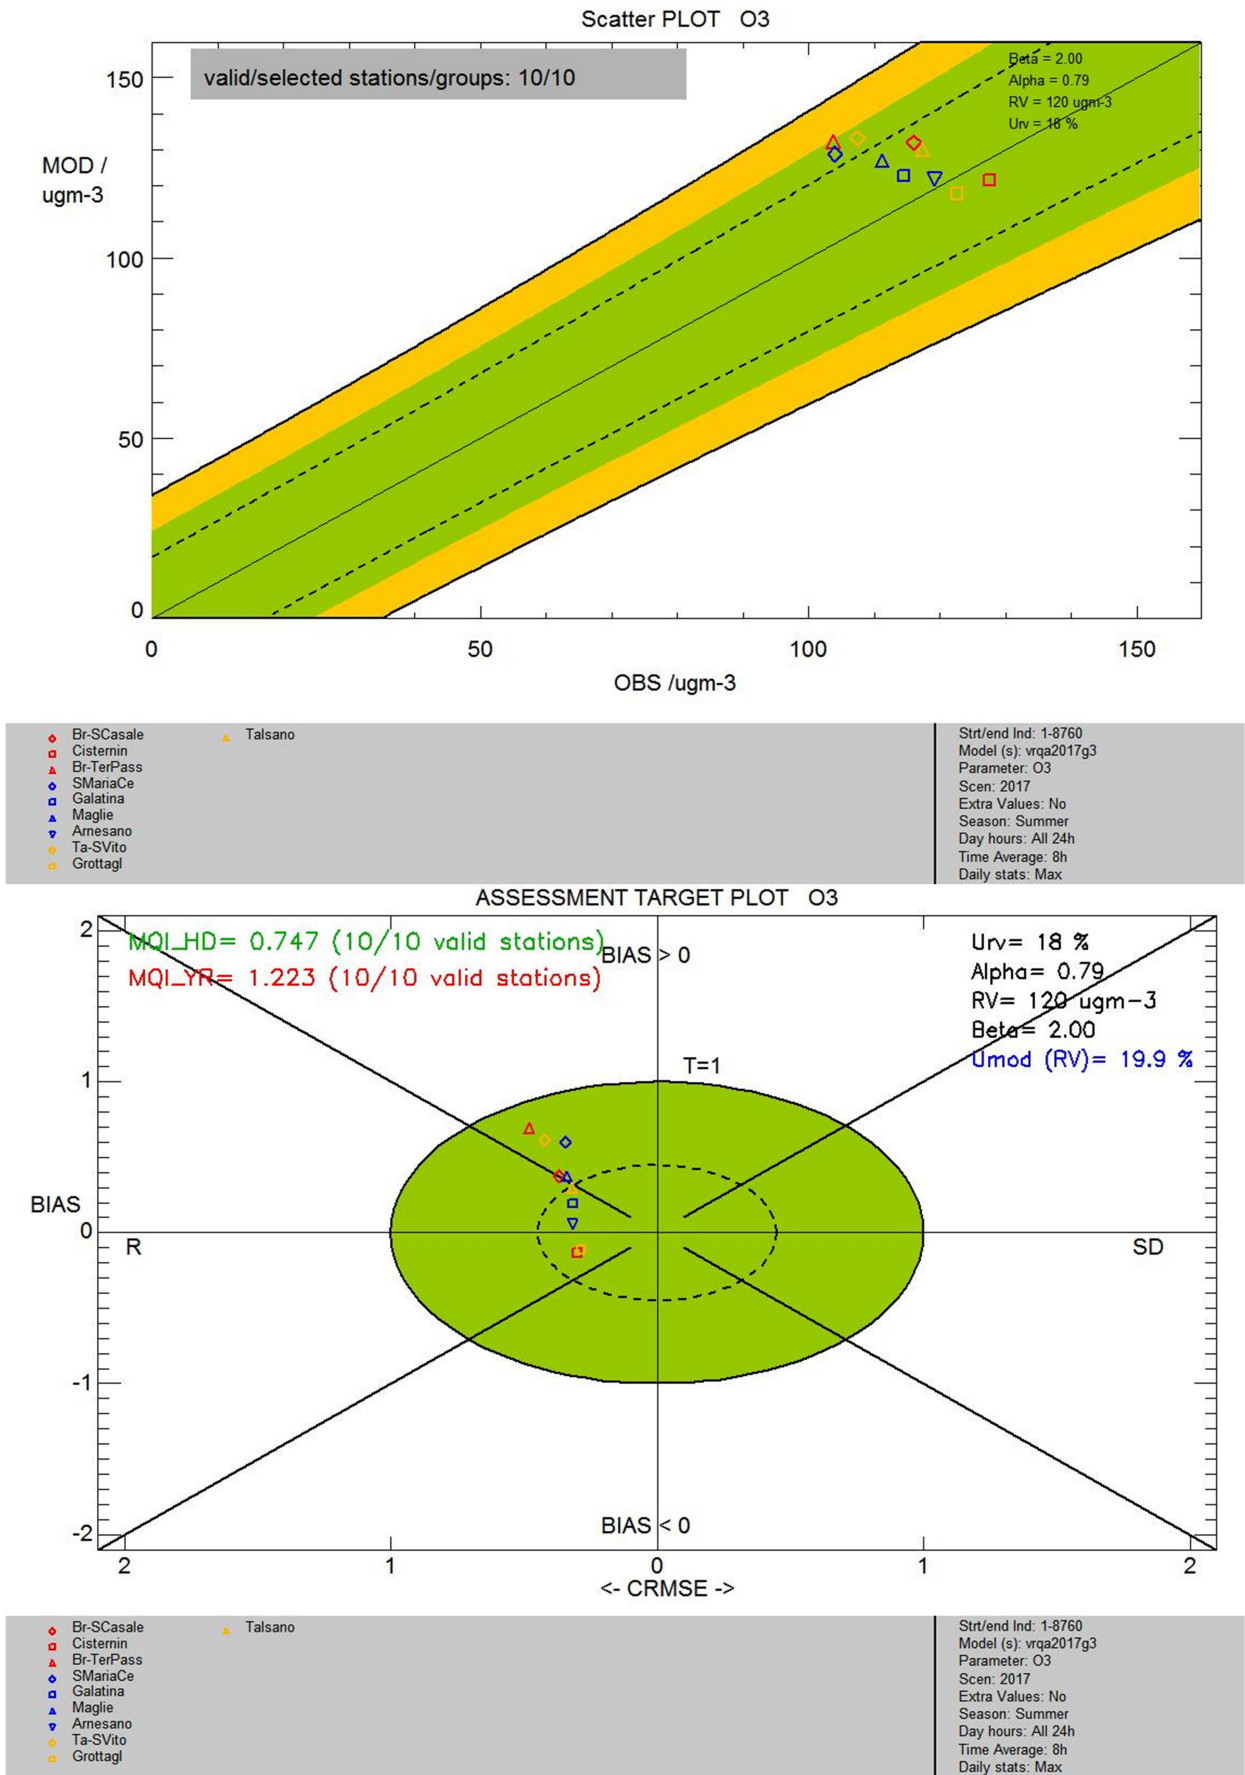 Scatter PLOT O3
valid/selected stations/groups: 10/10
Beta = 2.00
Alpha = 0.79
RV = 120 ugm-3
Urv = 18 %
150
MOD /
ugm-3
100
50
0
0 50 100 150
OBS /ugm-3
Br-SCasale
Cisternin
Br-TerPass
SMariaCe
Galatina
Maglie
Arnesano
Ta-SVito
Grottagl
Talsano
Strt/end Ind: 1-8760
Model (s): vrqa2017g3
Parameter: O3
Scen: 2017
Extra Values: No
Season: Summer
Day hours: All 24h
Time Average: 8h
Daily stats: Max
ASSESSMENT TARGET PLOT O3
MQI_HD= 0.747 (10/10 valid stations)
MQI_YR= 1.223 (10/10 valid stations)
BIAS > 0
Urv= 18 %
Alpha= 0.79
RV= 120 ugm-3
Beta= 2.00
Umod (RV)= 19.9 %
T=1
2
1
BIAS
0
-1
-2
R
SD
BIAS < 0
2 1 0 1 2
<- CRMSE ->
Br-SCasale
Cisternin
Br-TerPass
SMariaCe
Galatina
Maglie
Arnesano
Ta-SVito
Grottagl
Talsano
Strt/end Ind: 1-8760
Model (s): vrqa2017g3
Parameter: O3
Scen: 2017
Extra Values: No
Season: Summer
Day hours: All 24h
Time Average: 8h
Daily stats: Max